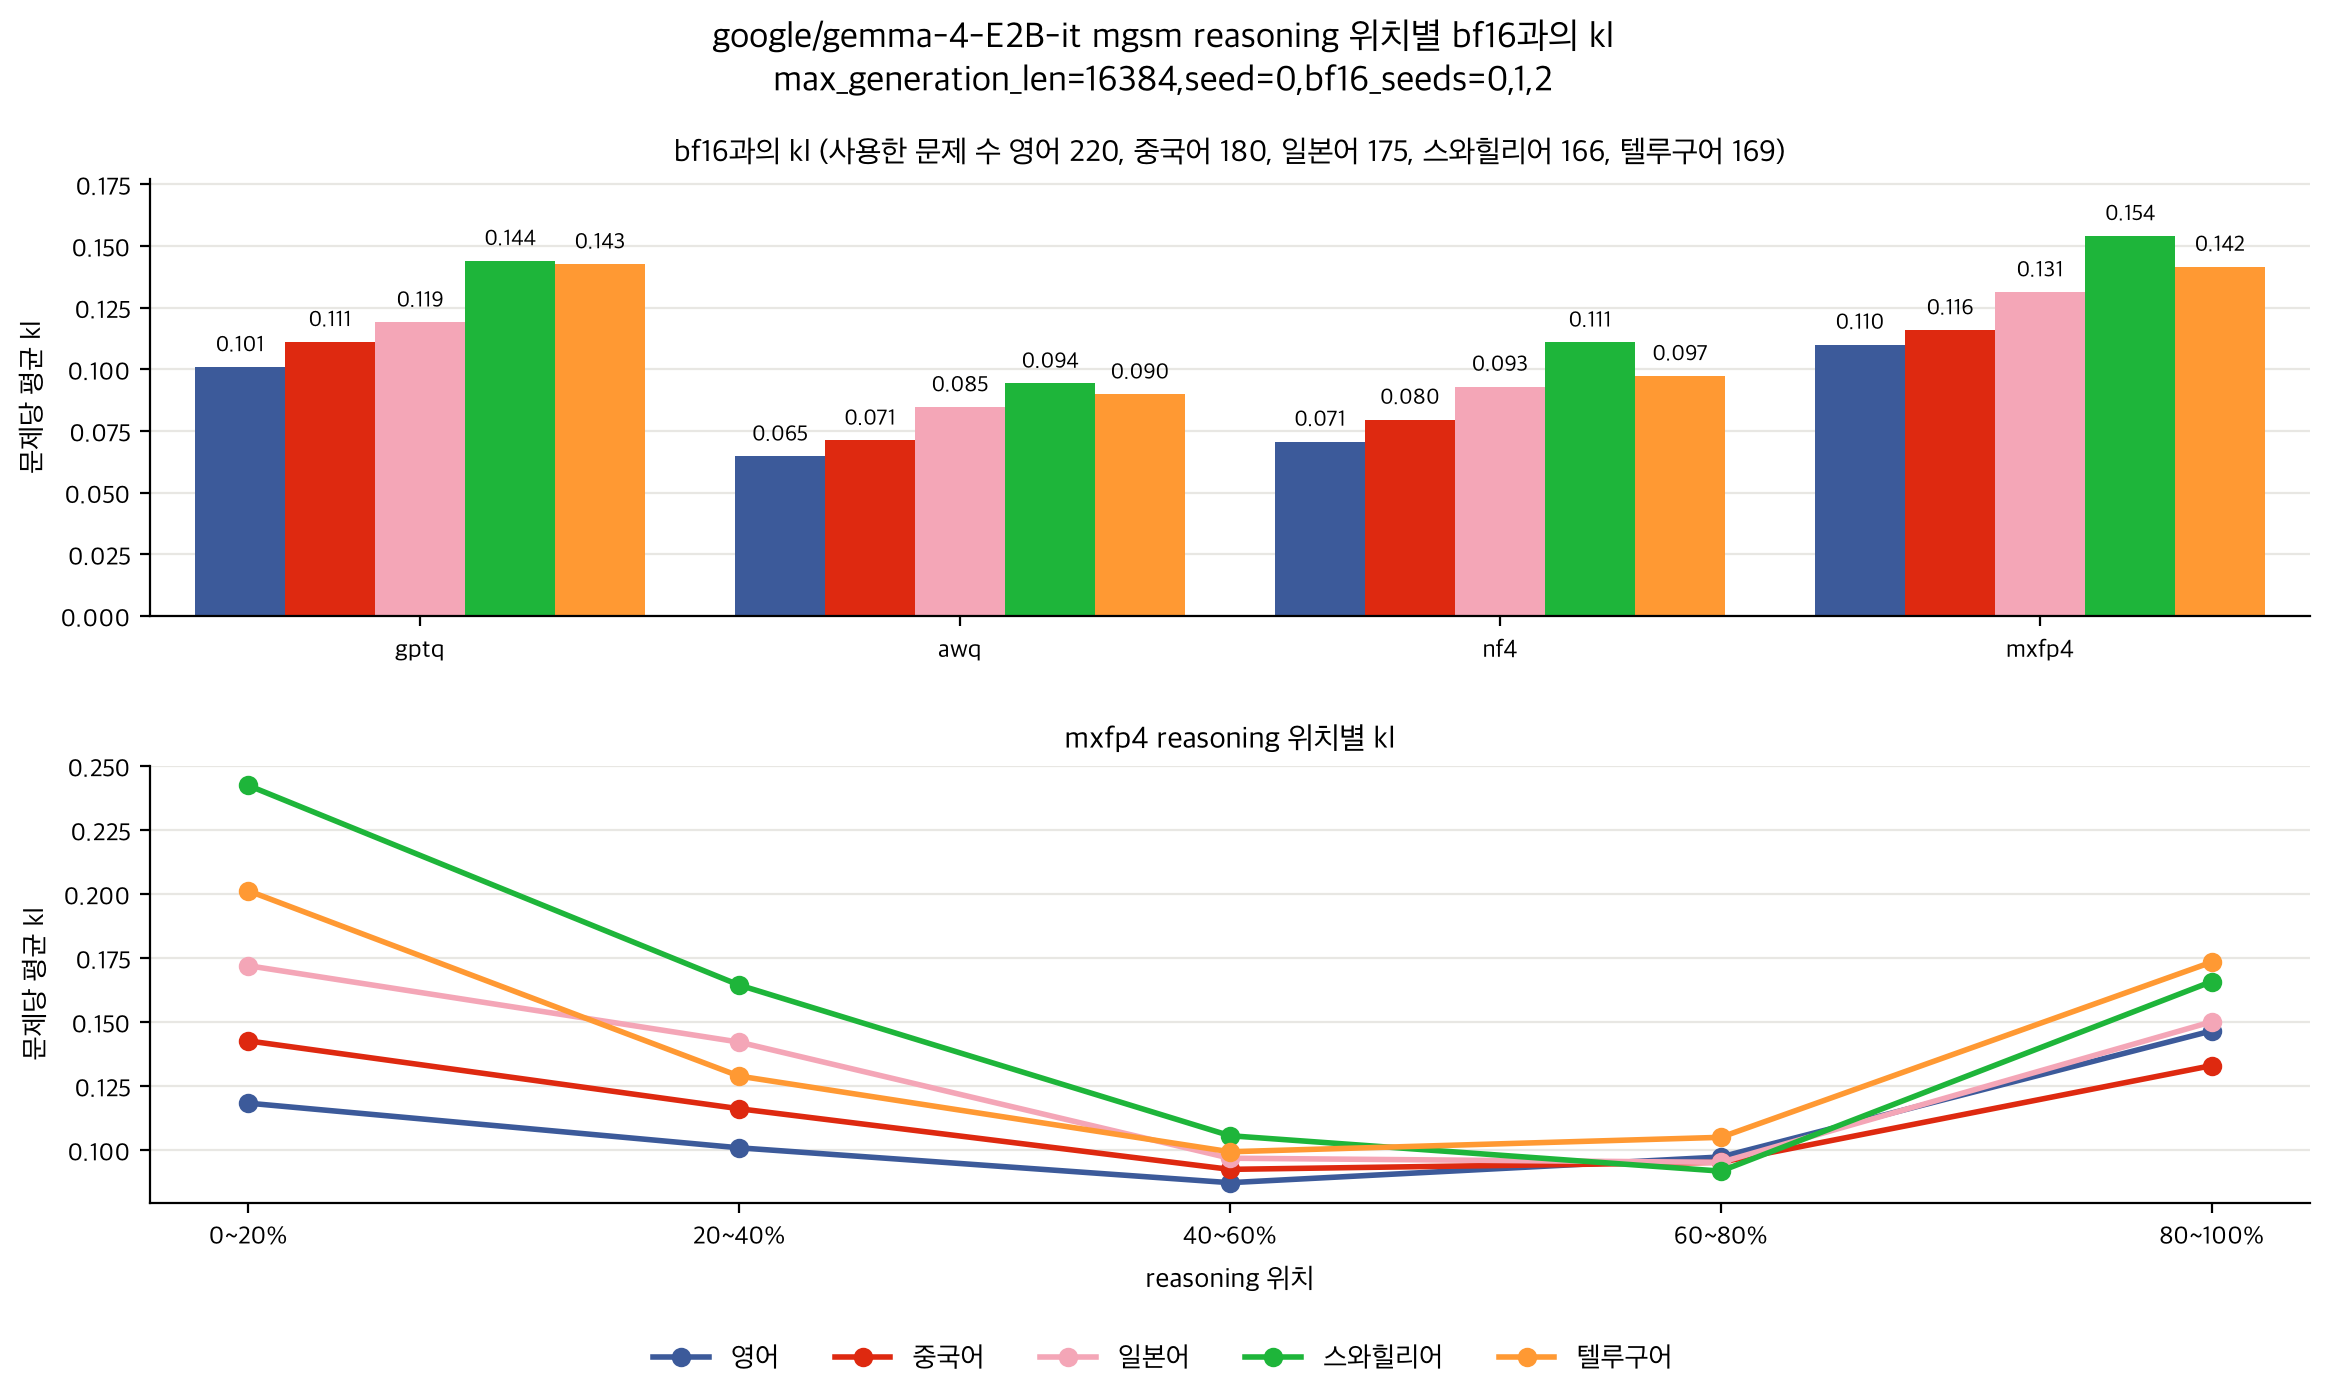 google/gemma-4-E2B-it mgsm reasoning 위치별 bf16과의 kl
max_generation_len=16384,seed=0,bf16_seeds=0,1,2
bf16과의 kl (사용한 문제 수 영어 220, 중국어 180, 일본어 175, 스와힐리어 166, 텔루구어 169)
문제당 평균 kl
0.175
0.150
0.125
0.100
0.075
0.050
0.025
0.000
0.101
0.111
0.119
0.144
0.143
0.065
0.071
0.085
0.094
0.090
0.071
0.080
0.093
0.111
0.097
0.110
0.116
0.131
0.154
0.142
gptq
awq
nf4
mxfp4
mxfp4 reasoning 위치별 kl
문제당 평균 kl
0.250
0.225
0.200
0.175
0.150
0.125
0.100
0~20%
20~40%
40~60%
60~80%
80~100%
reasoning 위치
영어
중국어
일본어
스와힐리어
텔루구어